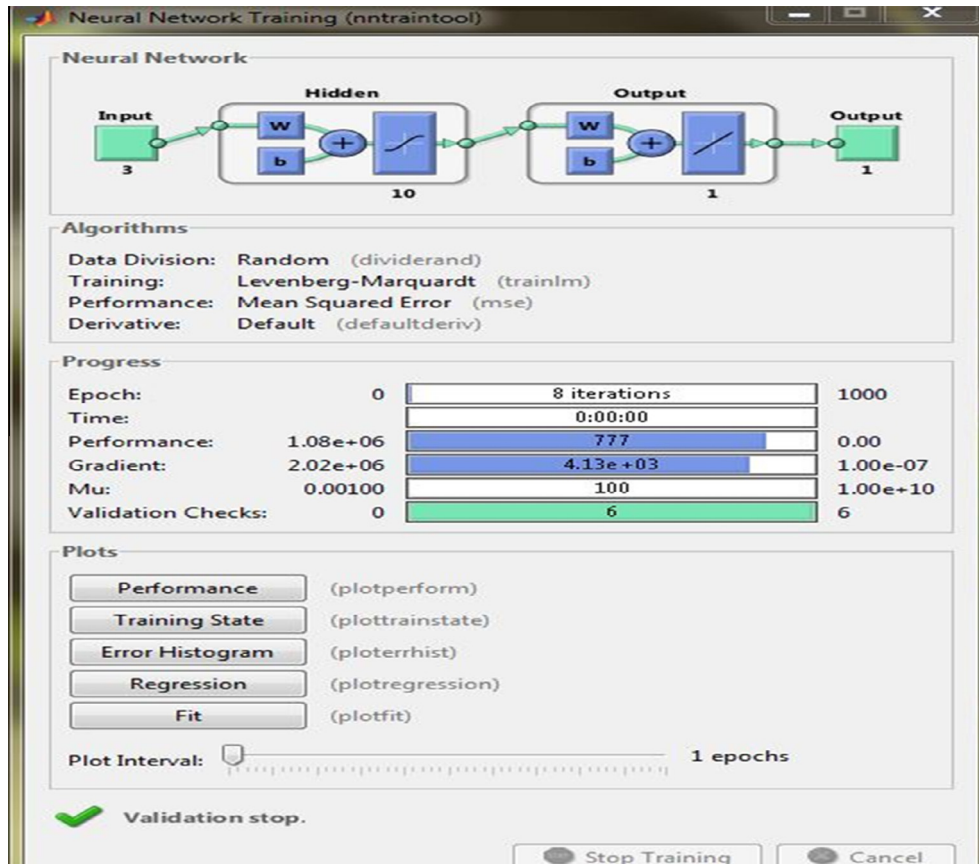 Neural Network Training (nntraintool)
Neural Network
Hidden Output
Input Output
W W
b b
3 10 1 1
Algorithms
Data Division: Random (dividerand)
Training: Levenberg-Marquardt (trainlm)
Performance: Mean Squared Error (mse)
Derivative: Default (defaultderiv)
Progress
Epoch: 0 8 iterations 1000
Time: 0:00:00
Performance: 1.08e+06 777 0.00
Gradient: 2.02e+06 4.13e+03 1.00e-07
Mu: 0.00100 100 1.00e+10
Validation Checks: 0 6 6
Plots
Performance (plotperform)
Training State (plottrainstate)
Error Histogram (ploterrhist)
Regression (plotregression)
Fit (plotfit)
Plot Interval: 1 epochs
Validation stop.
Stop Training Cancel